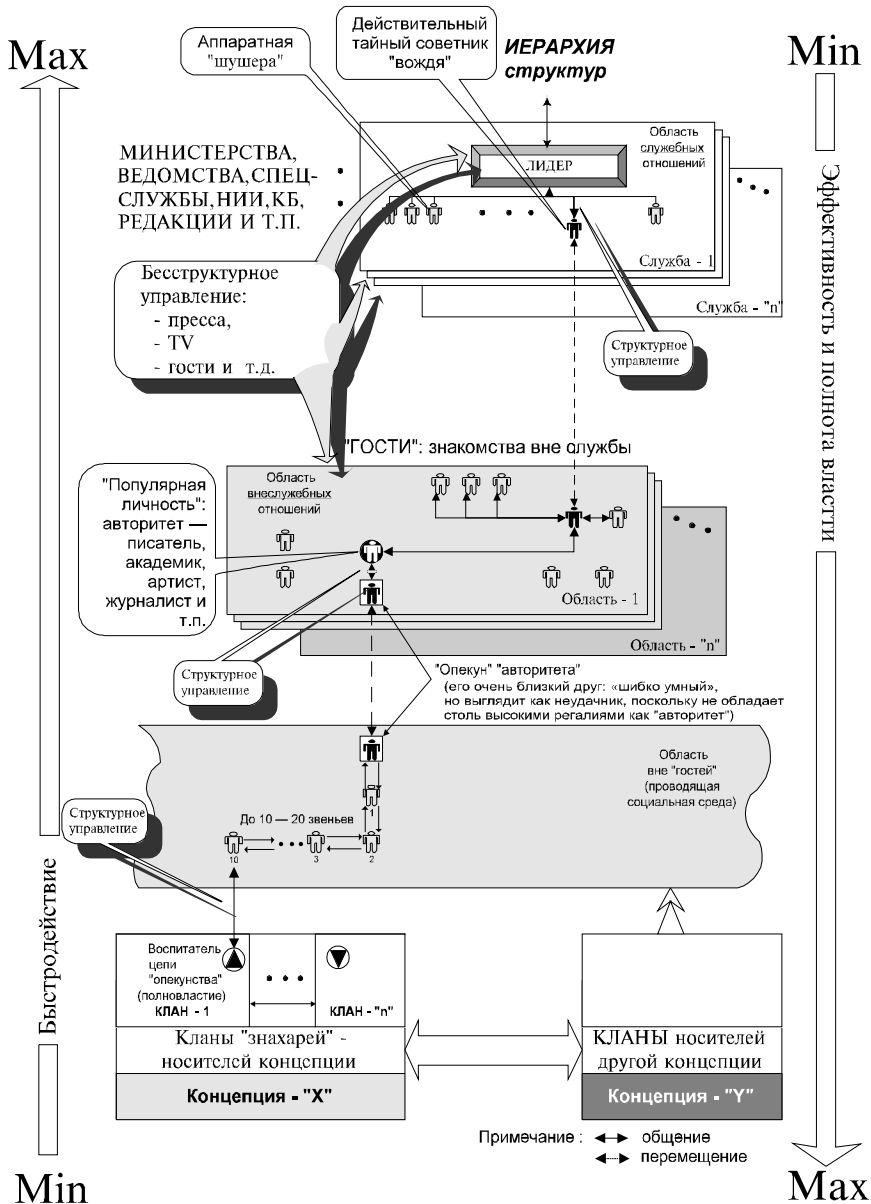 Max
Аппаратная
"шушера"
Действительный
тайный советник
"вождя"
ИЕРАРХИЯ
структур
Min
МИНИСТЕРСТВА,
ВЕДОМСТВА,СПЕЦ-
СЛУЖБЫ,НИИ,КБ,
РЕДАКЦИИ И Т.П.
Область
служебных
отношений
ЛИДЕР
Служба - 1
Служба - "n"
Бесструктурное
управление:
- пресса,
- TV
- гости и т.д.
Структурное
управление
"ГОСТИ": знакомства вне службы
"Популярная
личность":
авторитет —
писатель,
академик,
артист,
журналист и
т.п.
Область
внеслужебных
отношений
Область - 1
Область - "n"
Структурное
управление
"Опекун" "авторитета"
(его очень близкий друг: «шибко умный»,
но выглядит как неудачник, поскольку не обладает
столь высокими регалиями как "авторитет")
Область
вне "гостей"
(проводящая
социальная среда)
Структурное
управление
До 10 — 20 звеньев
1
10
3
2
Воспитатель
цепи
"опекунства"
(полновластие)
КЛАН - 1
КЛАН - "n"
Кланы "знахарей" -
носителей концепции
Концепция - "X"
КЛАНЫ носителей
другой концепции
Концепция - "Y"
Быстродействие
Эффективность и полнота властти
Примечание : общение
перемещение
Min
Max